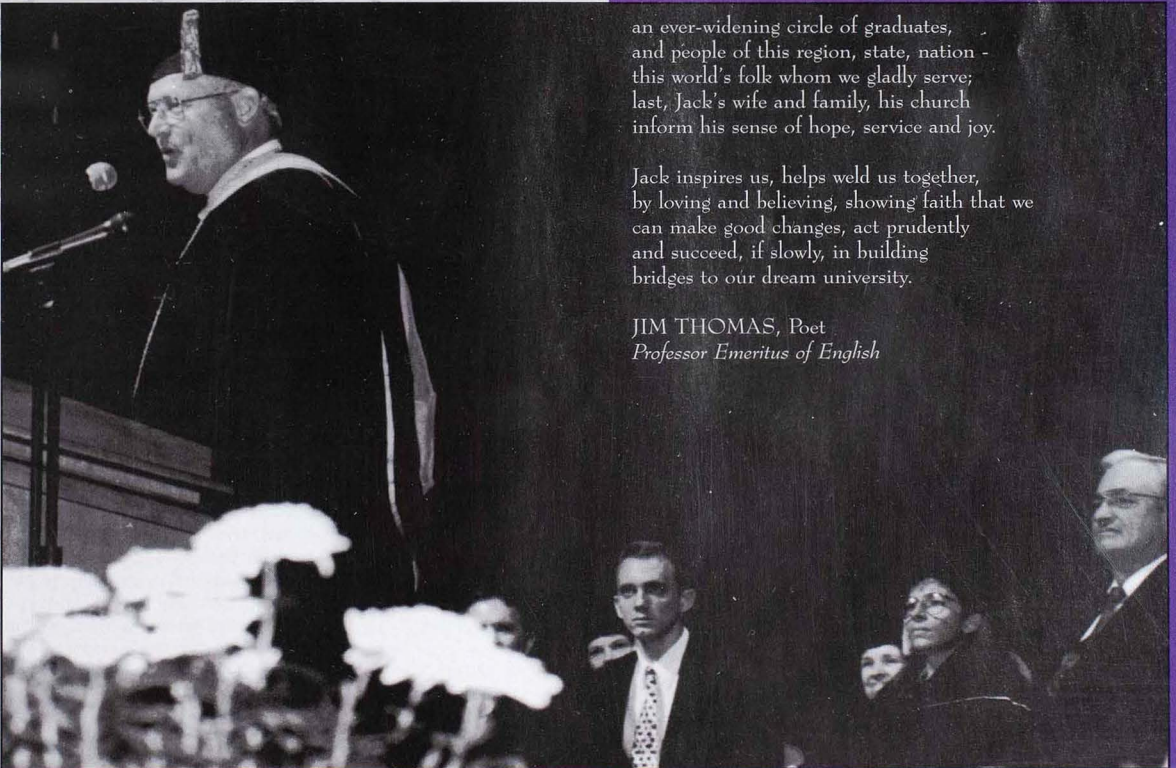 an ever-widening circle of graduates,
and people of this region, state, nation -
this world's folk whom we gladly serve;
last, Jack's wife and family, his church
inform his sense of hope, service and joy.
Jack inspires us, helps weld us together,
by loving and believing, showing faith that we
can make good changes, act prudently
and succeed, if slowly, in building
bridges to our dream university.
JIM THOMAS, Poet
Professor Emeritus of English